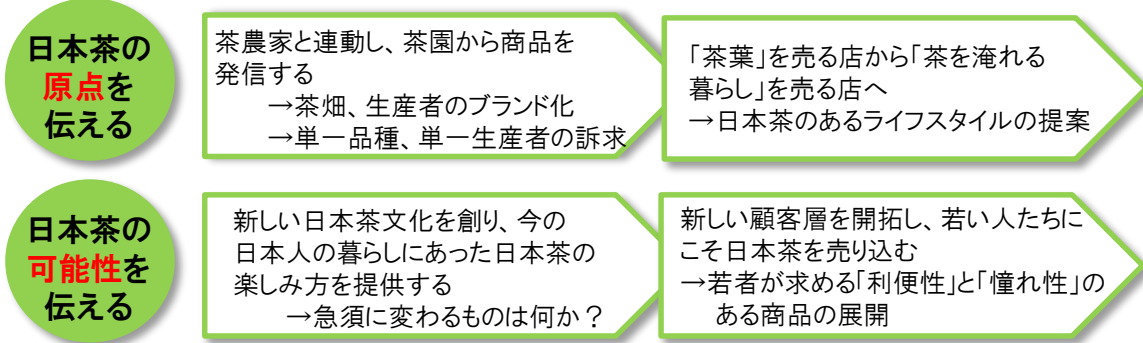 日本茶の
原点を
伝える
茶農家と連動し、茶園から商品を
発信する
→茶畑、生産者のブランド化
→単一品種、単一生産者の訴求
「茶葉」を売る店から「茶を淹れる
暮らし」を売る店へ
→日本茶のあるライフスタイルの提案
日本茶の
可能性を
伝える
新しい日本茶文化を創り、今の
日本人の暮らしにあった日本茶の
楽しみ方を提供する
→急須に変わるものは何か？
新しい顧客層を開拓し、若い人たちに
こそ日本茶を売り込む
→若者が求める「利便性」と「憧れ性」の
ある商品の展開